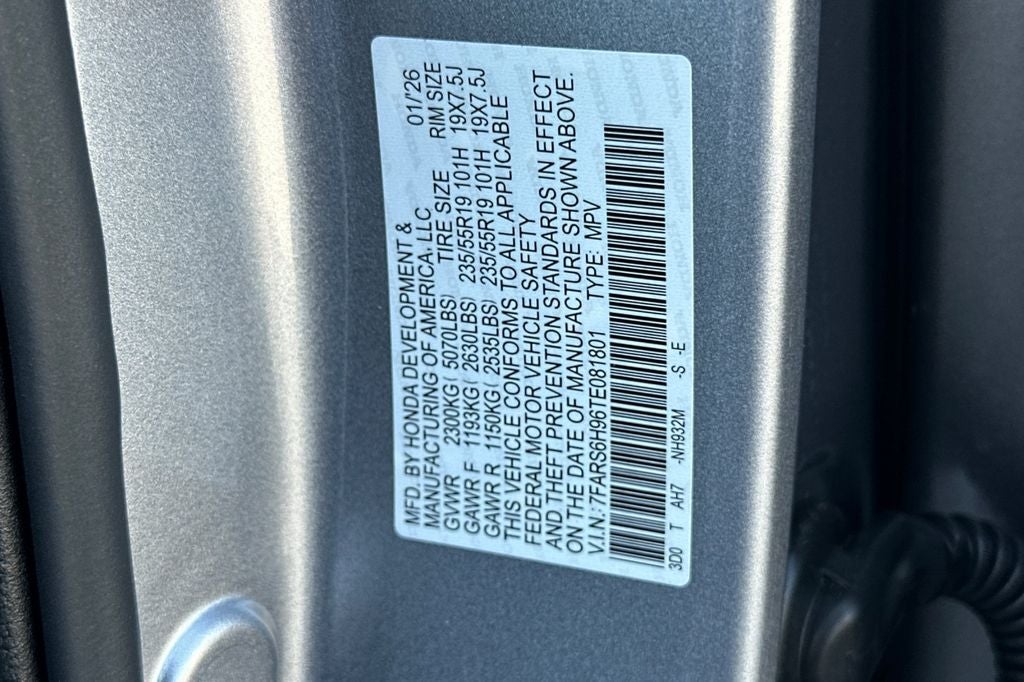 01/'26
MFD. BY HONDA DEVELOPMENT &
MANUFACTURING OF AMERICA, LLC
GVWR 2300KG( 5070LBS) TIRE SIZE RIM SIZE
GAWR F 1193KG( 2630LBS) 235/55R19 101H 19X7.5J
GAWR R 1150KG( 2535LBS) 235/55R19 101H 19X7.5J
THIS VEHICLE CONFORMS TO ALL APPLICABLE
FEDERAL MOTOR VEHICLE SAFETY
AND THEFT PREVENTION STANDARDS IN EFFECT
ON THE DATE OF MANUFACTURE SHOWN ABOVE.
V.I.N.:7FARS6H96TE081801 TYPE: MPV
3D0 T AH7 -NH932M -S -E